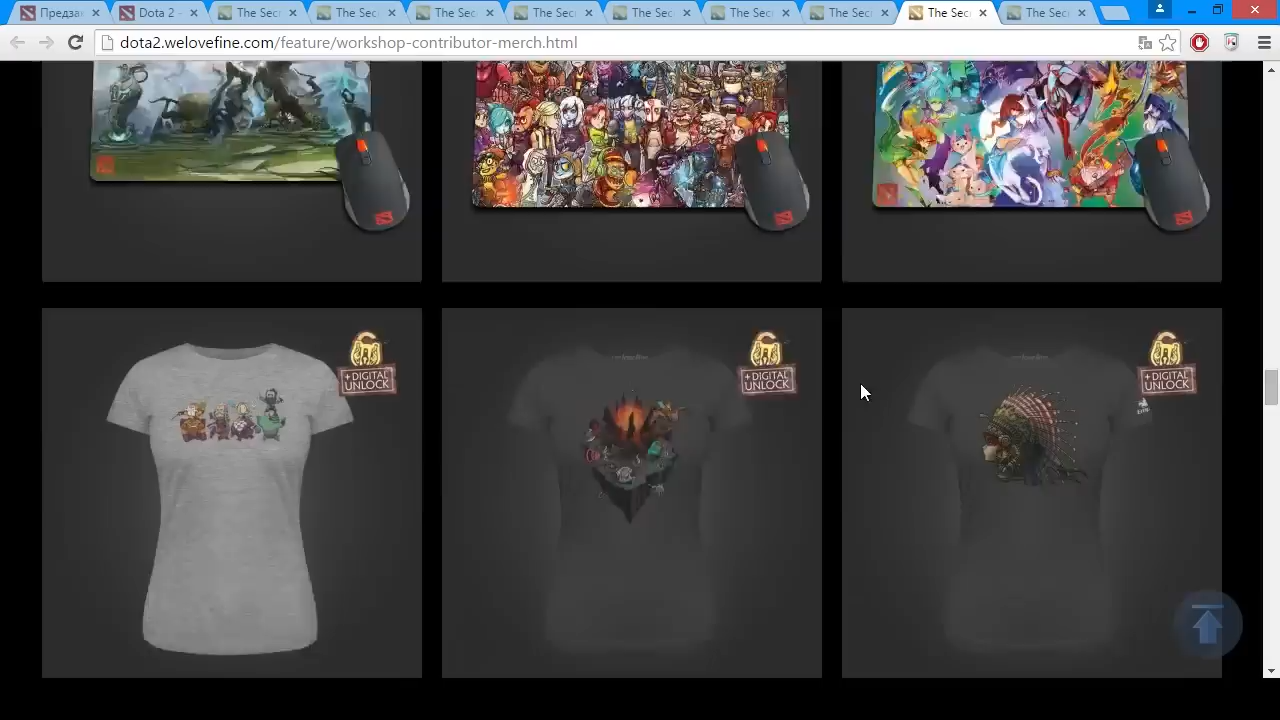 Предзак
Dota 2 -
The Sec
The Sec
The Sec
The Sec
The Sec
The Sec
The Sec
The Sec
The Sec
dota2.welovefine.com/feature/workshop-contributor-merch.html
+DIGITAL
UNLOCK
+DIGITAL
UNLOCK
+DIGITAL
UNLOCK